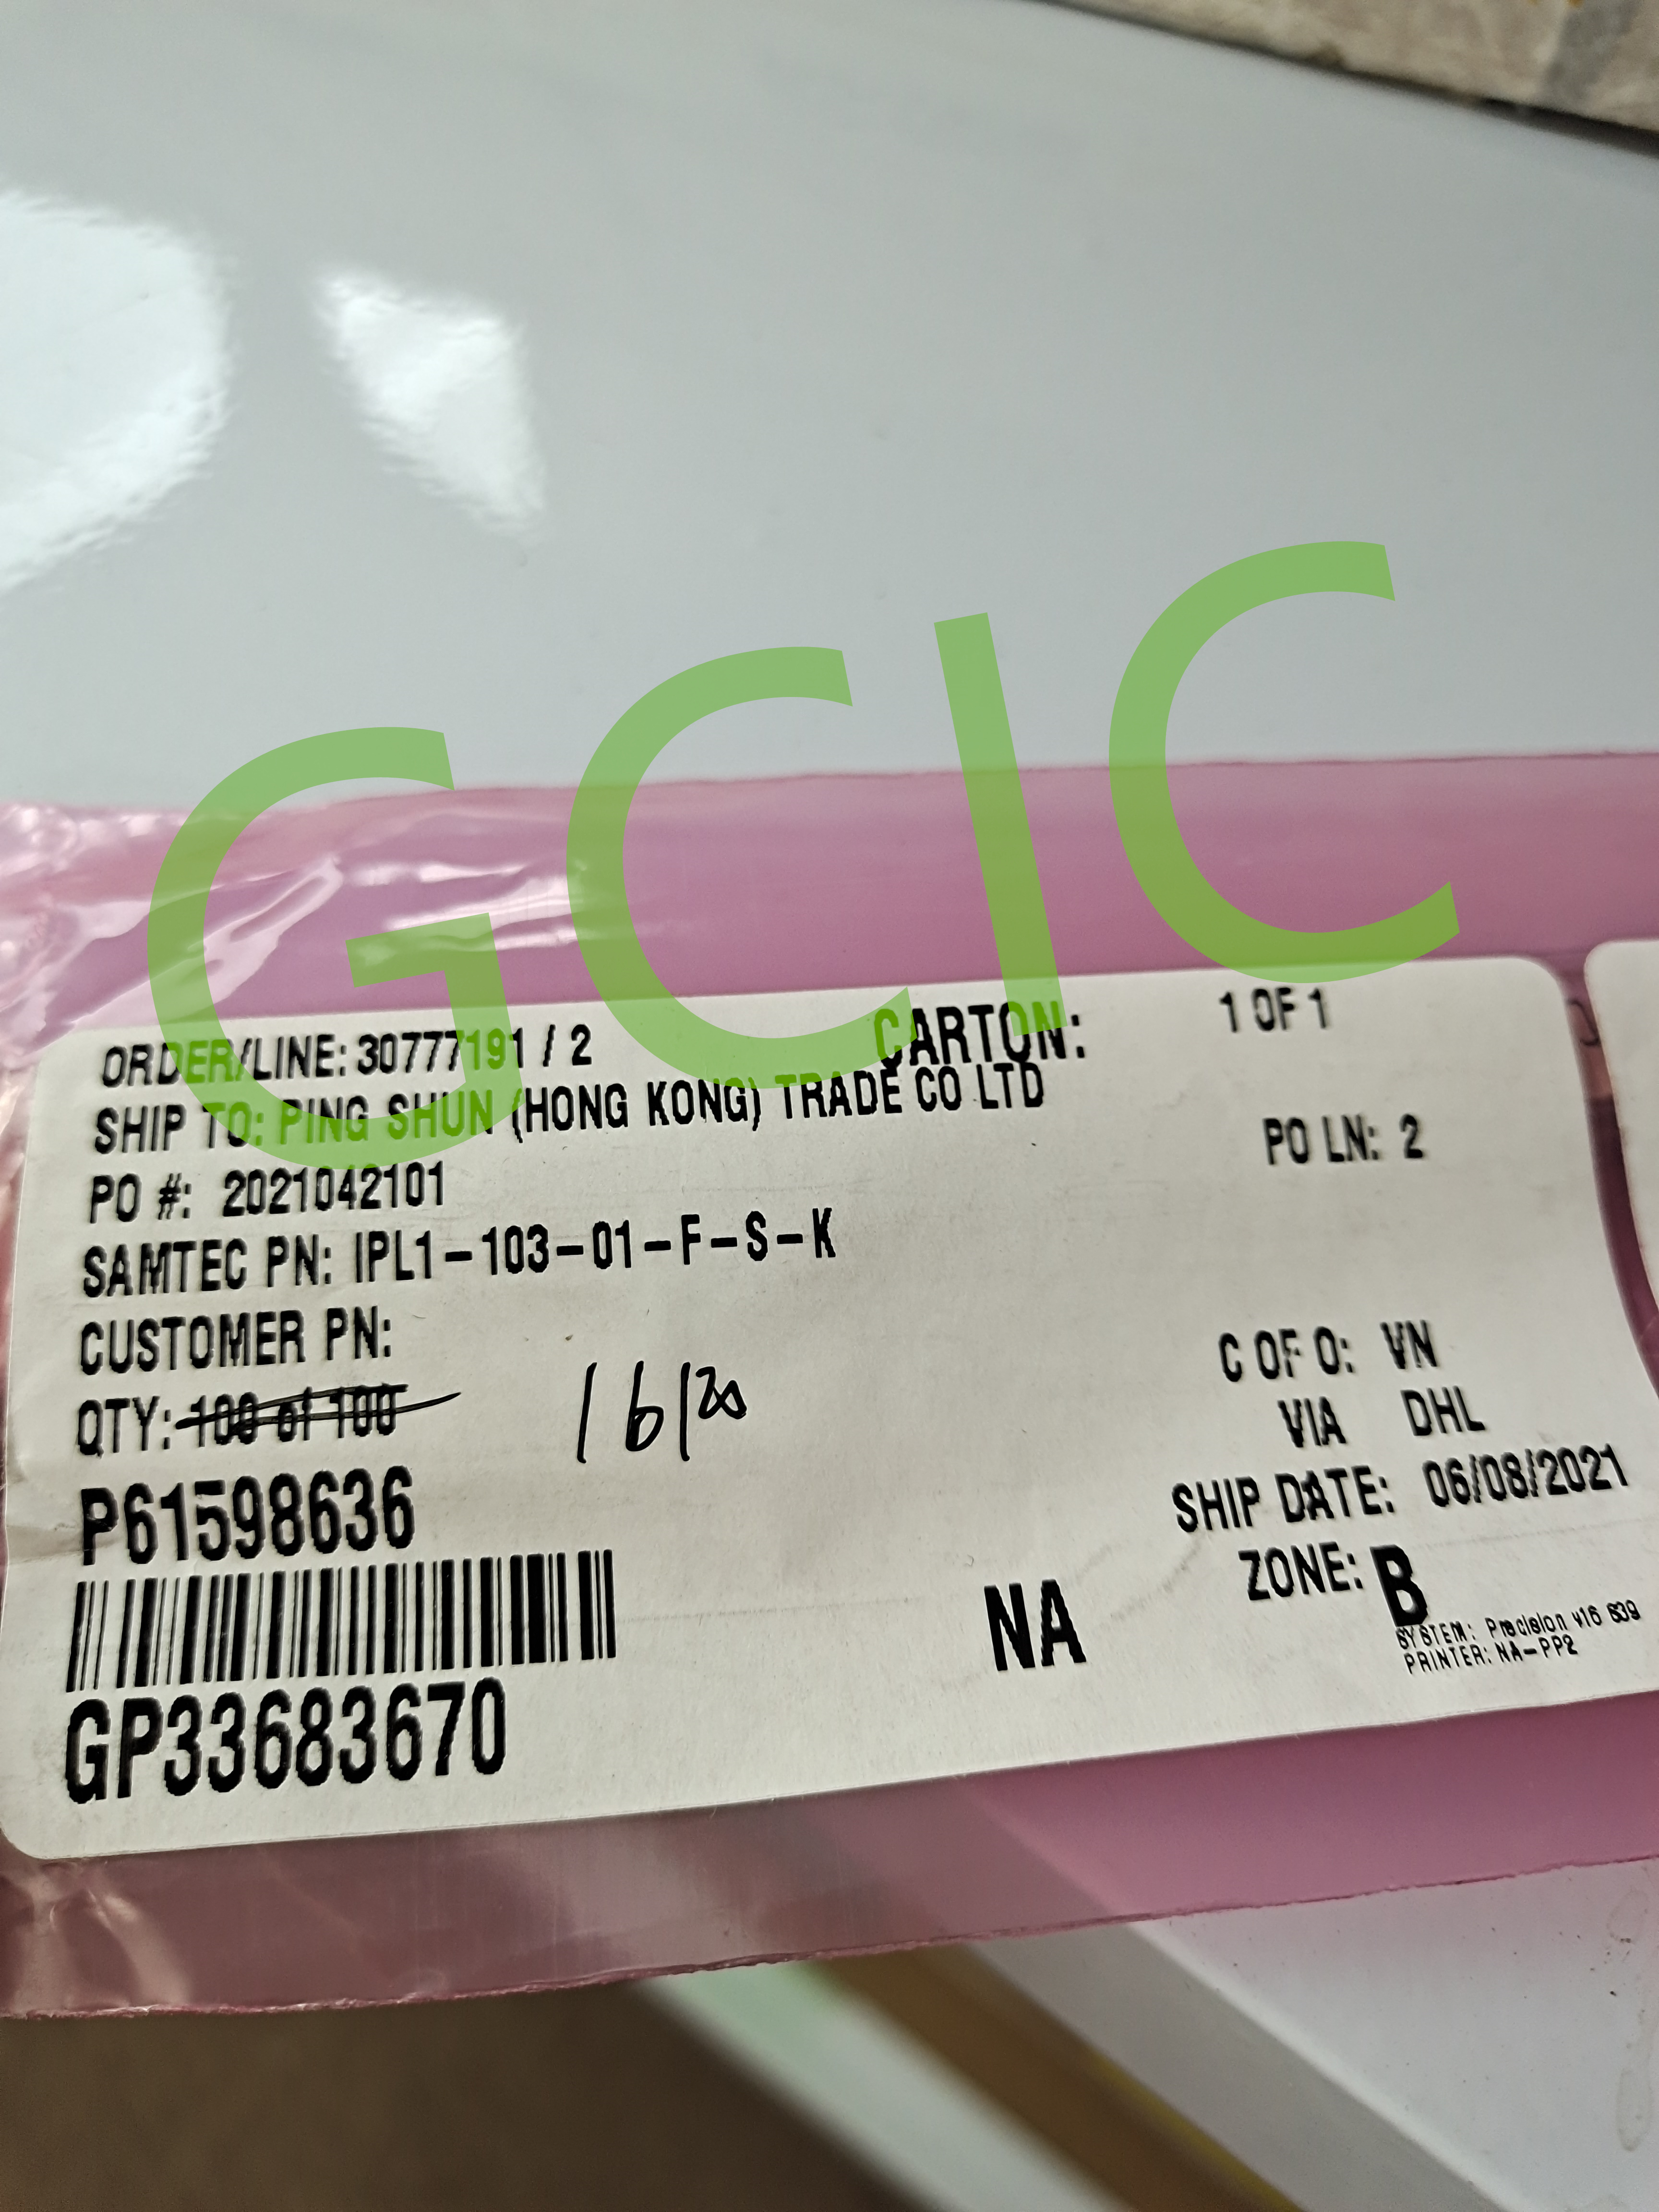 GCIC
ORDER/LINE: 30777191 / 2
CARTON: 1 OF 1
SHIP TO: PING SHUN (HONG KONG) TRADE CO LTD
PO #: 2021042101
PO LN: 2
SAMTEC PN: IPL1-103-01-F-S-K
CUSTOMER PN:
C OF O: VN
QTY: 100 of 100
VIA DHL
P61598636
SHIP DATE: 06/08/2021
ZONE: B
NA
SYSTEM: Precision v16 639
PRINTER: NA-PP2
GP33683670